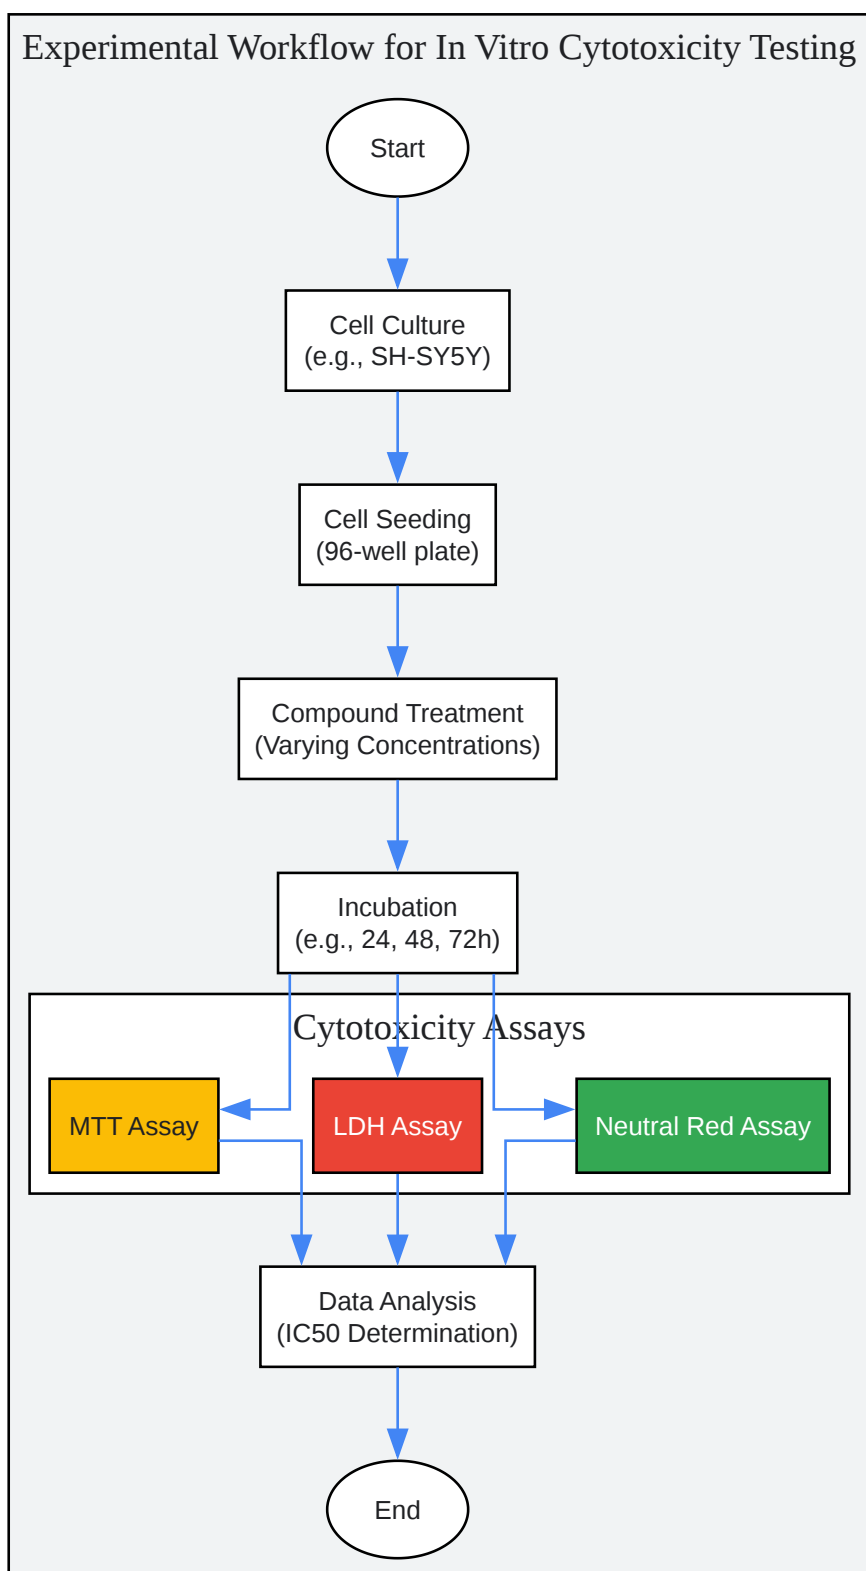 Experimental Workflow for In Vitro Cytotoxicity Testing
Start
Cell Culture
(e.g., SH-SY5Y)
Cell Seeding
(96-well plate)
Compound Treatment
(Varying Concentrations)
Incubation
(e.g., 24, 48, 72h)
Cytotoxicity Assays
MTT Assay
LDH Assay
Neutral Red Assay
Data Analysis
(IC50 Determination)
End